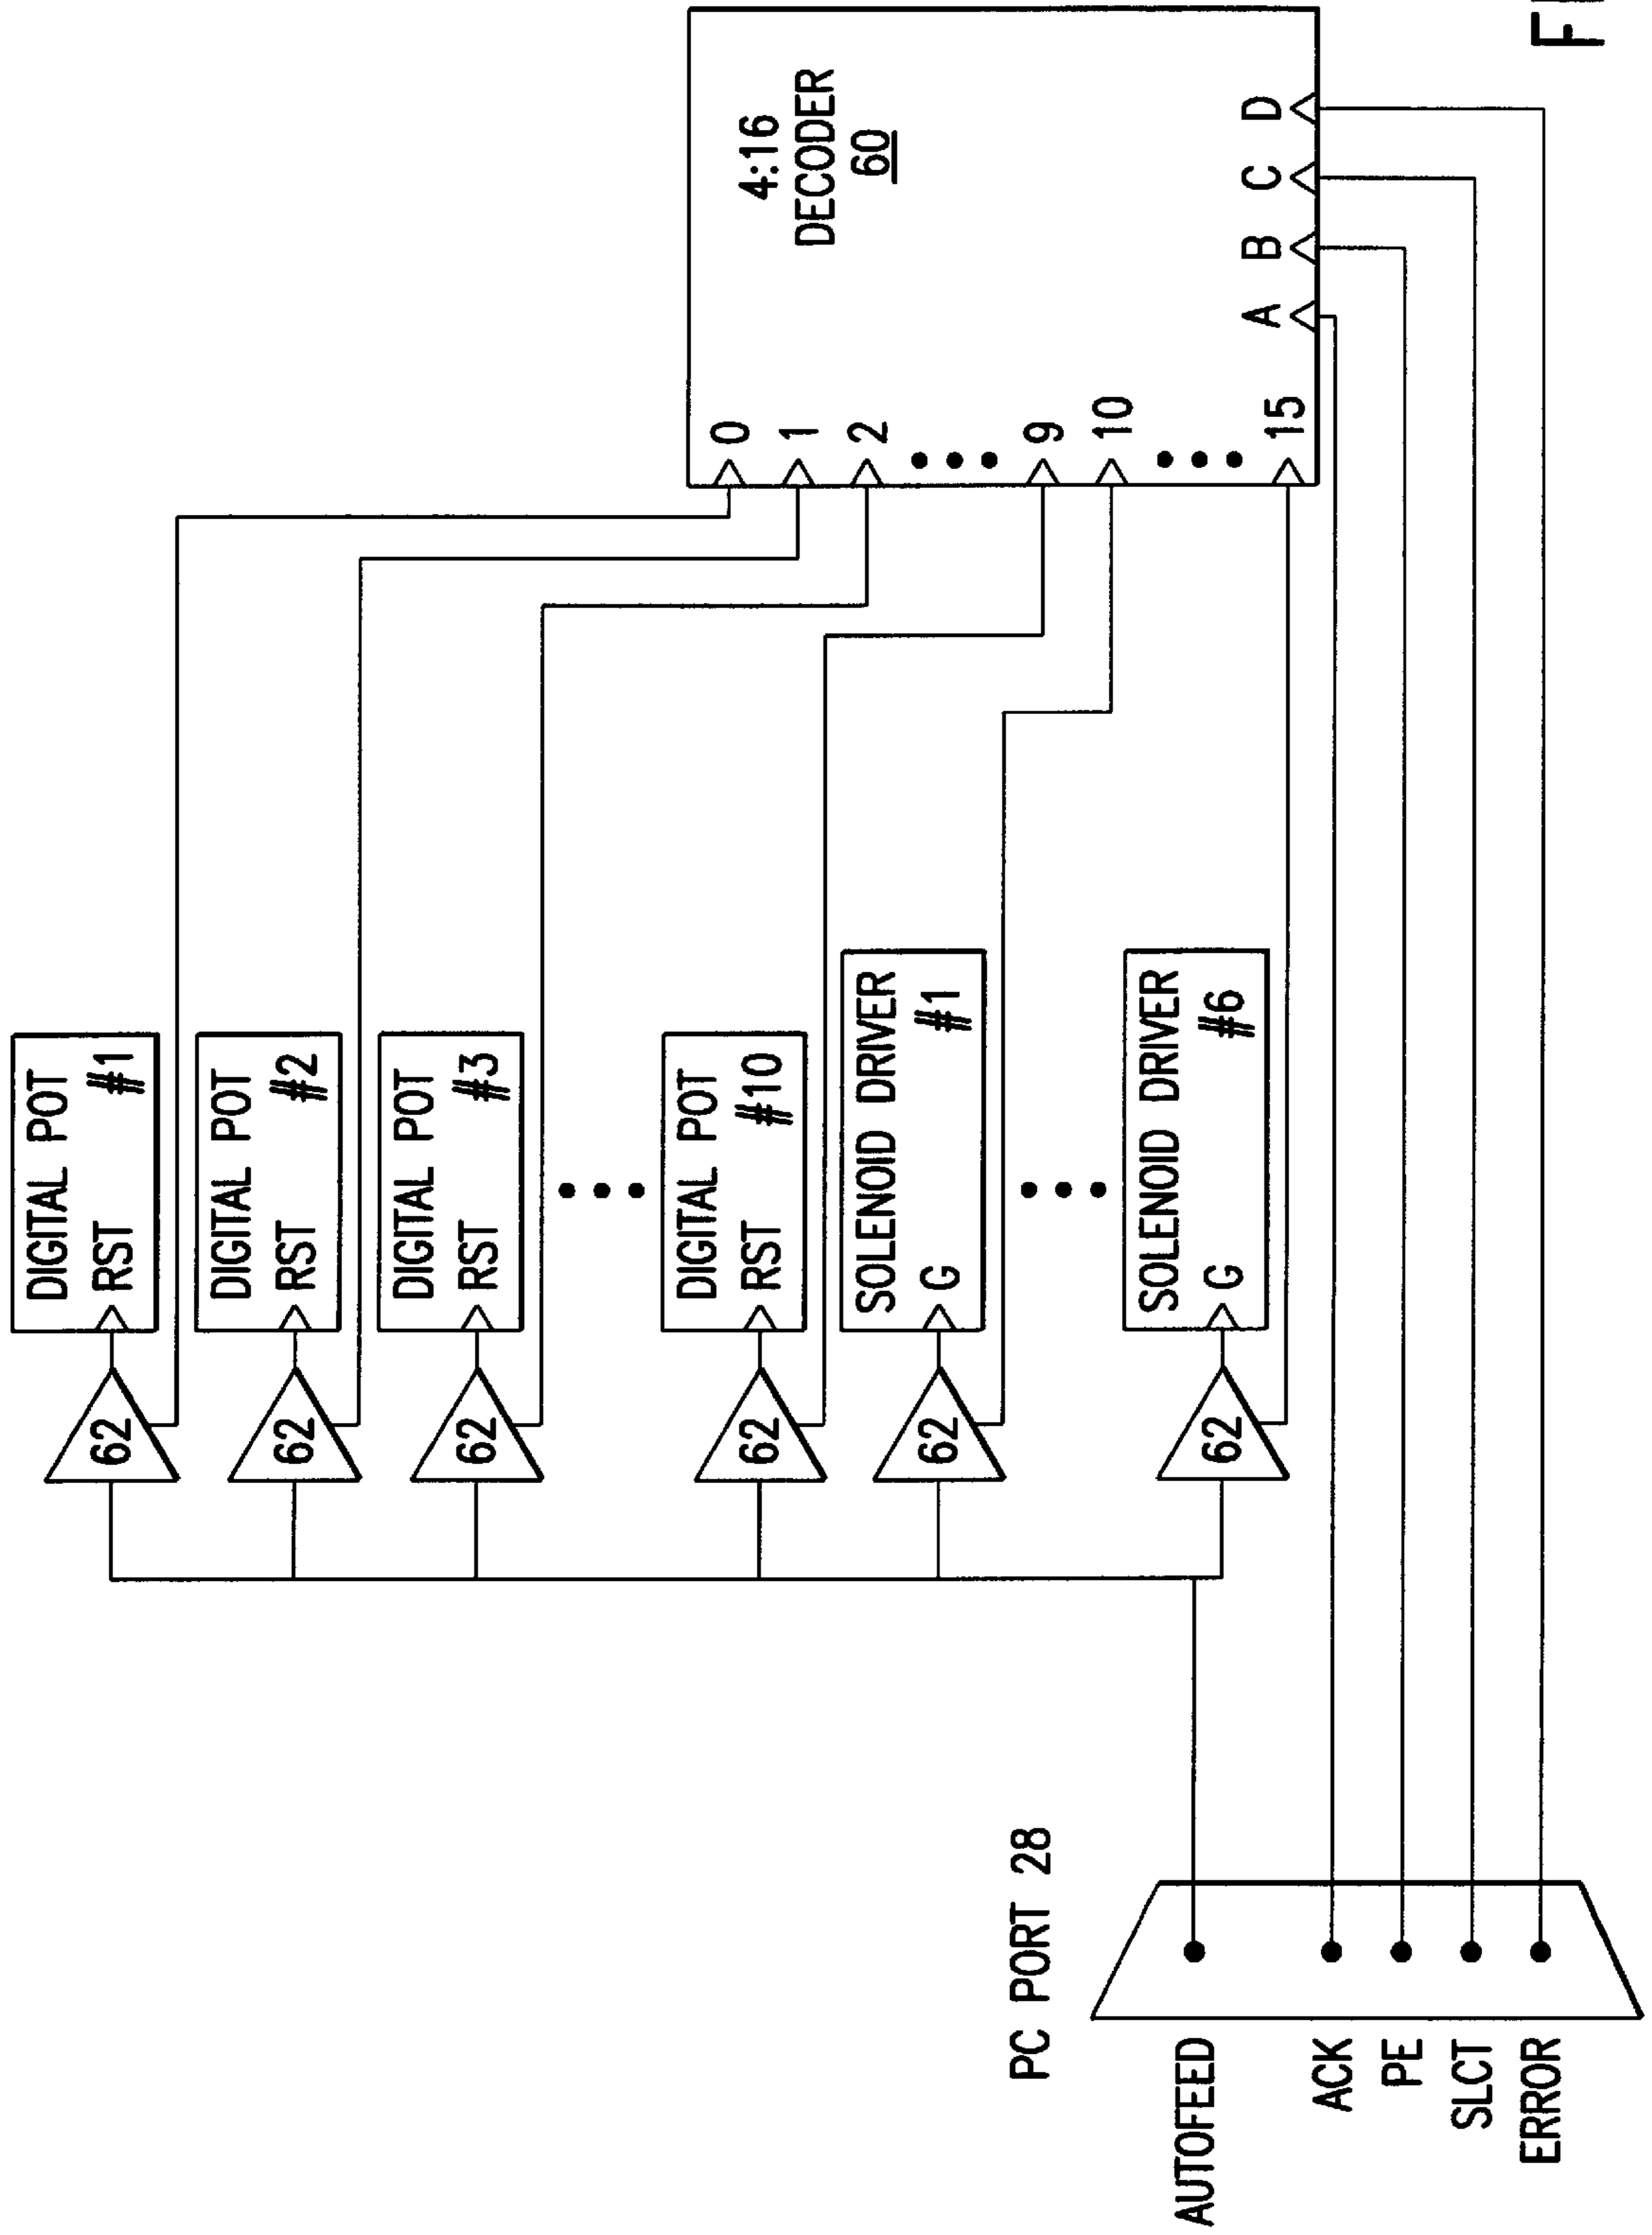 DIGITAL POT
#1
RST
62
DIGITAL POT
#2
RST
62
DIGITAL POT
#3
RST
62
DIGITAL POT
#10
RST
62
SOLENOID DRIVER
#1
G
62
SOLENOID DRIVER
#6
G
62
4:16
DECODER
60
0
1
2
9
10
15
A
B
C
D
PC PORT 28
AUTOFEED
ACK
PE
SLCT
ERROR
F